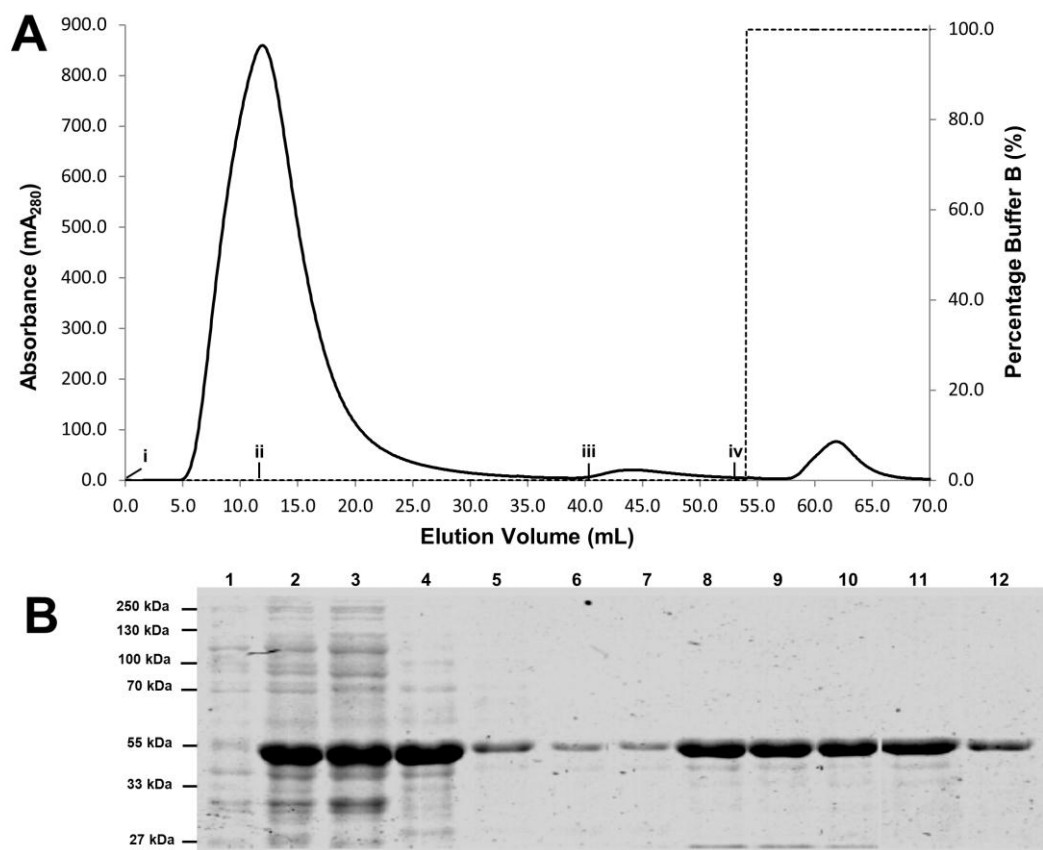 A
900.0
800.0
700.0
600.0
500.0
400.0
300.0
200.0
100.0
0.0
Absorbance (mA280)
100.0
80.0
60.0
40.0
20.0
0.0
Percentage Buffer B (%)
i
ii
iii
iv
0.0 5.0 10.0 15.0 20.0 25.0 30.0 35.0 40.0 45.0 50.0 55.0 60.0 65.0 70.0
Elution Volume (mL)
B
1 2 3 4 5 6 7 8 9 10 11 12
250 kDa
130 kDa
100 kDa
70 kDa
55 kDa
33 kDa
27 kDa